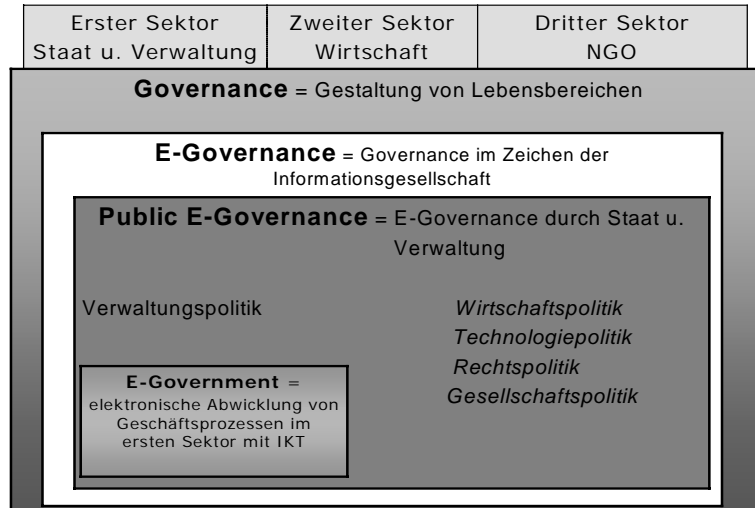 Erster Sektor
Staat u. Verwaltung
Zweiter Sektor
Wirtschaft
Dritter Sektor
NGO
Governance = Gestaltung von Lebensbereichen
E-Governance = Governance im Zeichen der
Informationsgesellschaft
Public E-Governance = E-Governance durch Staat u.
Verwaltung
Verwaltungspolitik
Wirtschaftspolitik
Technologiepolitik
Rechtspolitik
Gesellschaftspolitik
E-Government =
elektronische Abwicklung von
Geschäftsprozessen im
ersten Sektor mit IKT